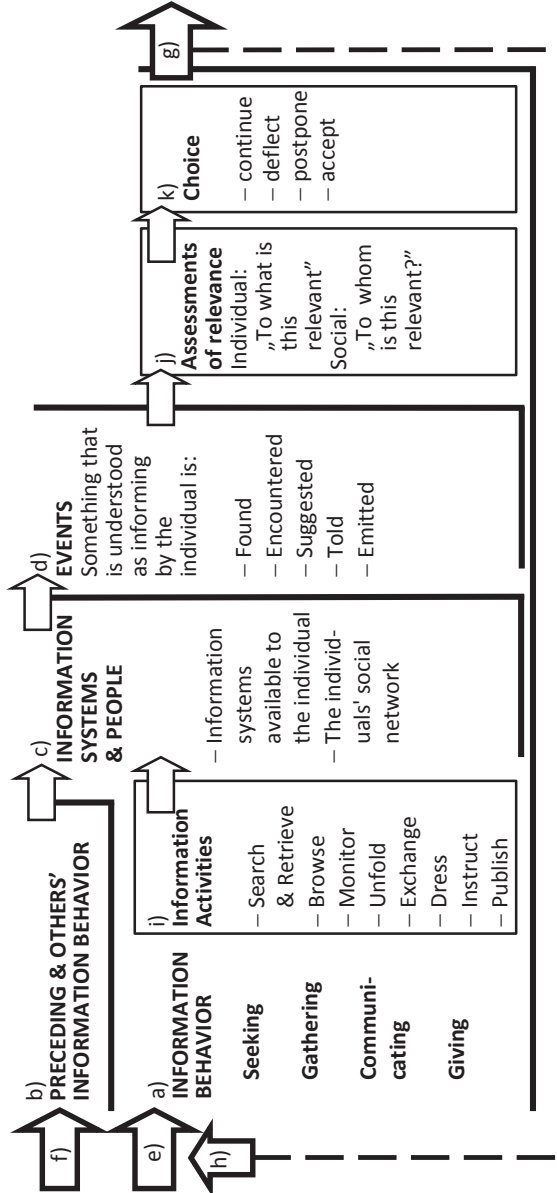 f)
e)
h)
b)
PRECEDING & OTHERS'
INFORMATION BEHAVIOR
a)
INFORMATION
BEHAVIOR
Seeking
Gathering
Communi-
cating
Giving
i)
Information
Activities
– Search
& Retrieve
– Browse
– Monitor
– Unfold
– Exchange
– Dress
– Instruct
– Publish
c)
INFORMATION
SYSTEMS
& PEOPLE
– Information
systems
available to
the individual
– The individ-
uals' social
network
d)
EVENTS
Something that
is understood
as informing
by the
individual is:
– Found
– Encountered
– Suggested
– Told
– Emitted
j)
Assessments
of relevance
Individual:
„To what is
this
relevant”
Social:
„To whom
is this
relevant?”
k)
Choice
– continue
– deflect
– postpone
– accept
g)